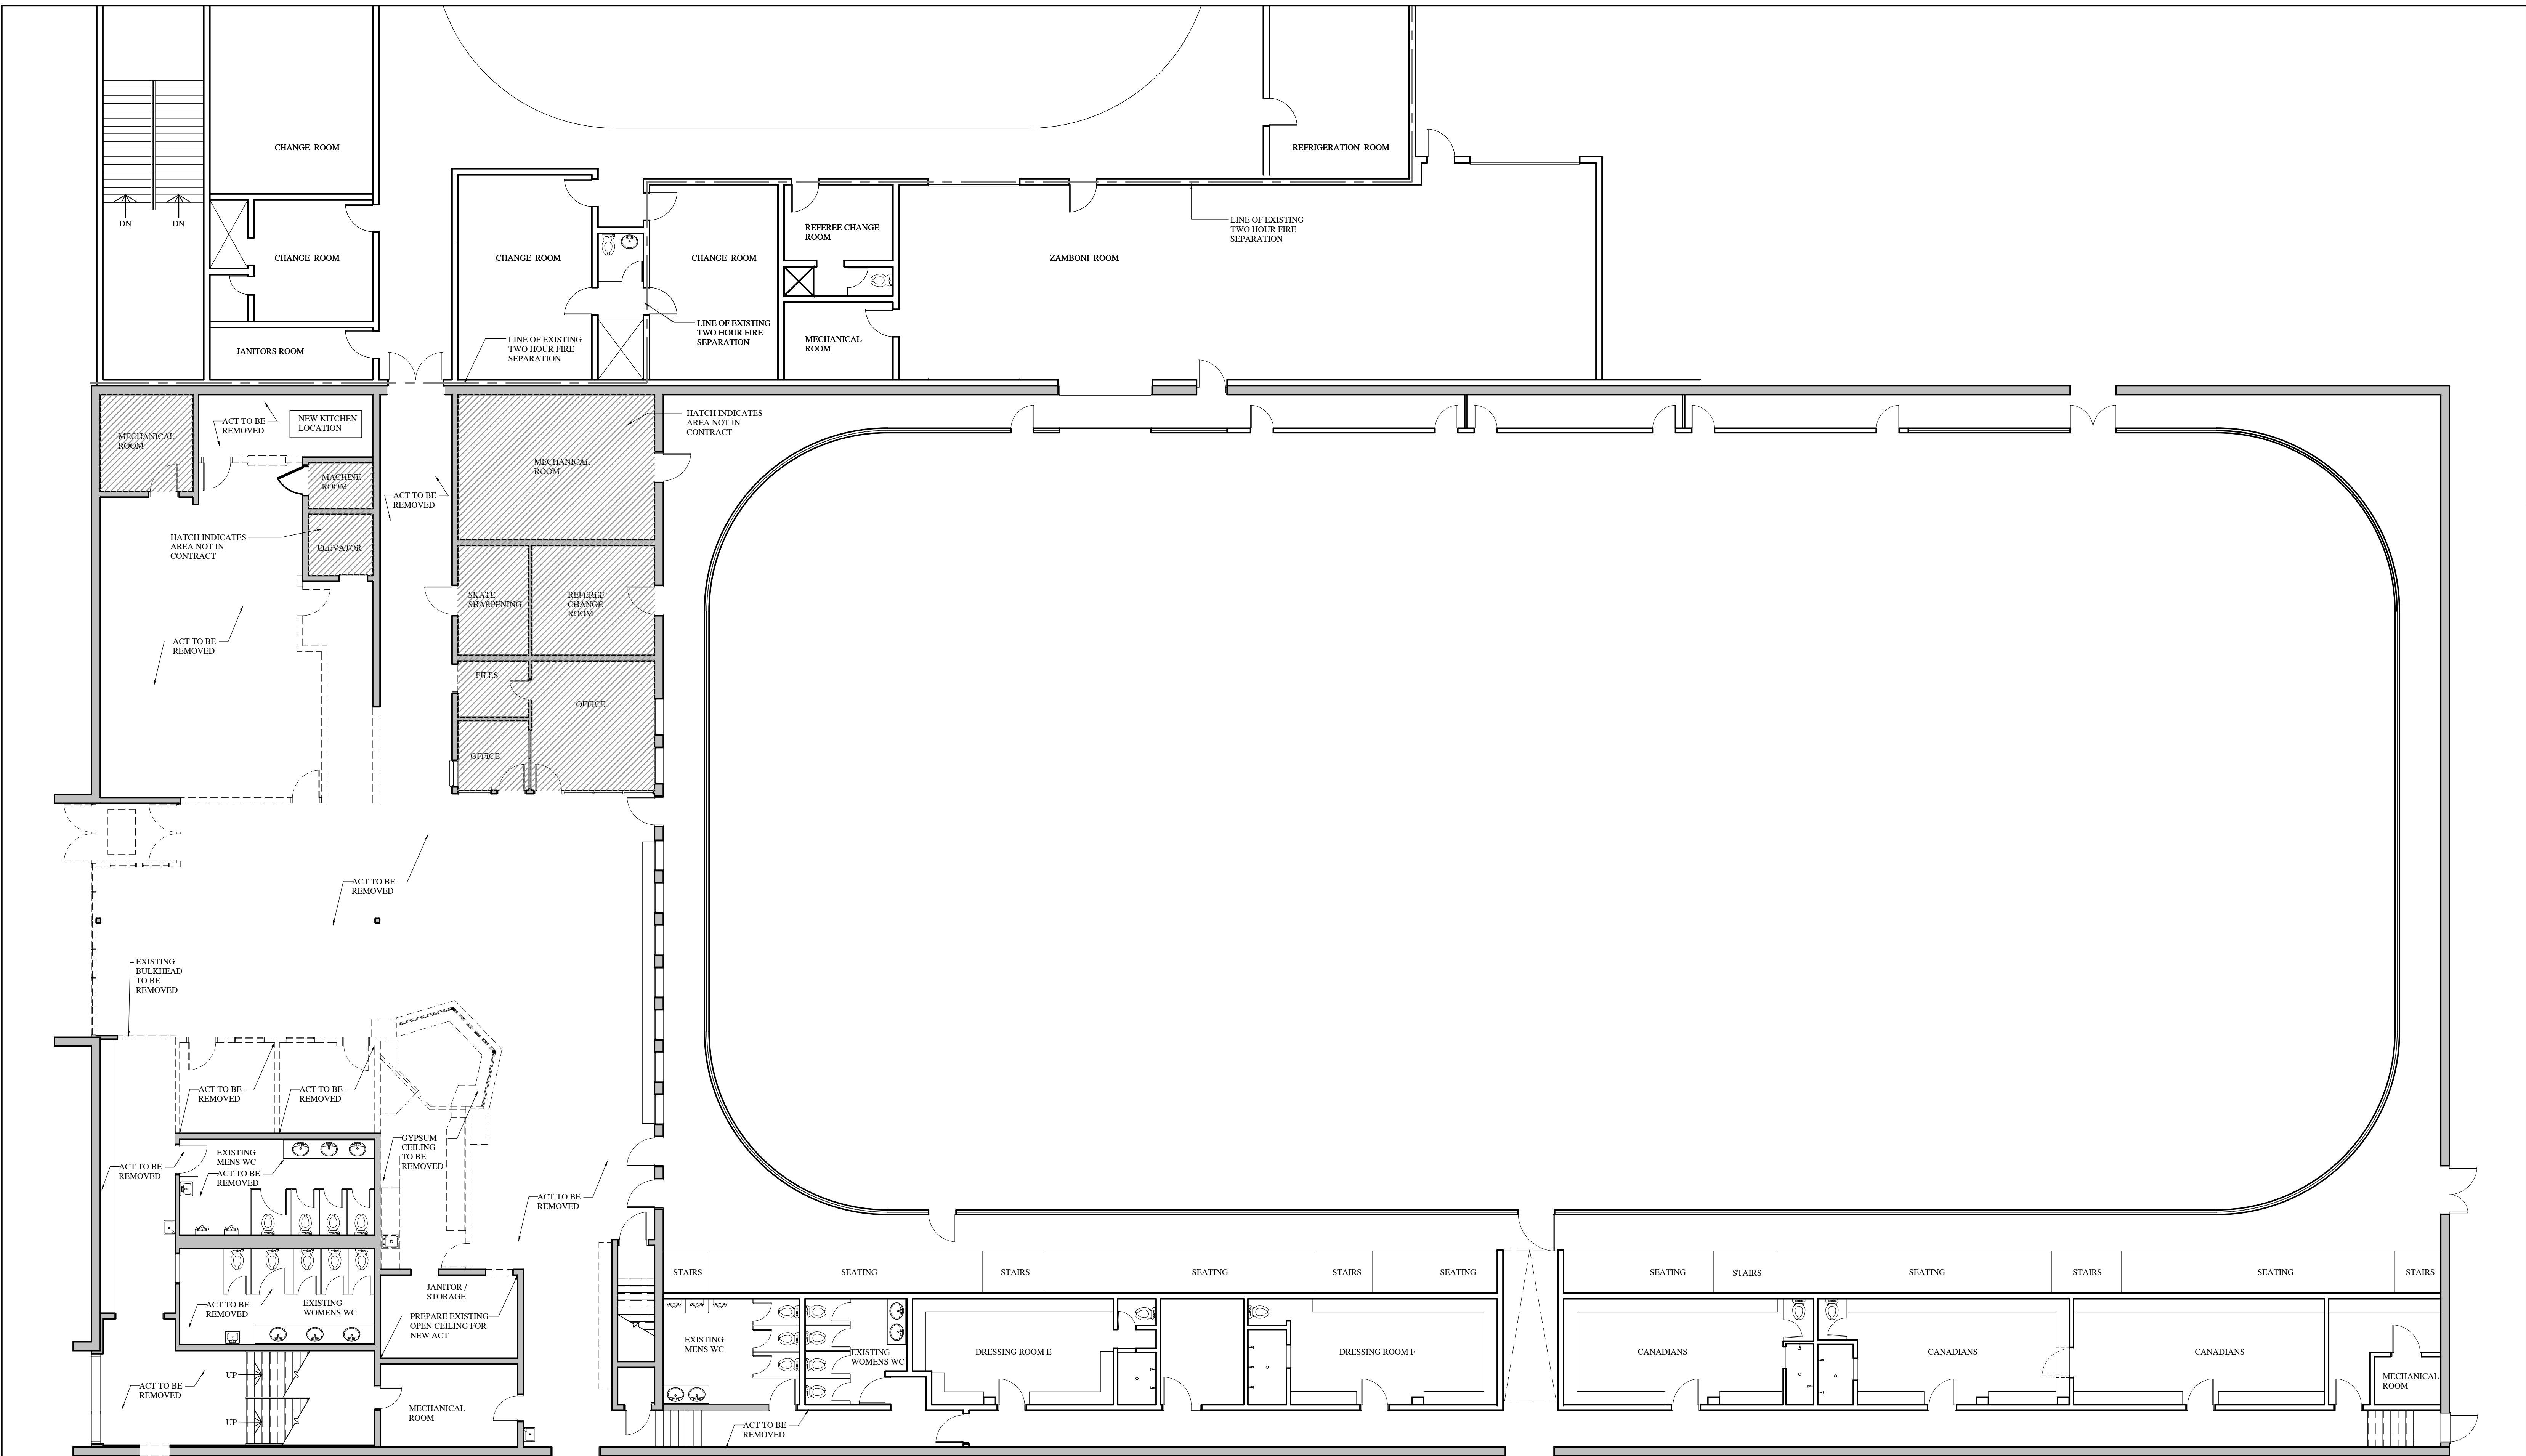 CHANGE ROOM
REFRIGERATION ROOM
DN
DN
REFEREE CHANGE
ROOM
LINE OF EXISTING
TWO HOUR FIRE
SEPARATION
CHANGE ROOM
CHANGE ROOM
CHANGE ROOM
ZAMBONI ROOM
LINE OF EXISTING
TWO HOUR FIRE
SEPARATION
LINE OF EXISTING
TWO HOUR FIRE
SEPARATION
MECHANICAL
ROOM
JANITORS ROOM
MECHANICAL
ROOM
ACT TO BE
REMOVED
NEW KITCHEN
LOCATION
HATCH INDICATES
AREA NOT IN
CONTRACT
MECHANICAL
ROOM
MACHINE
ROOM
ACT TO BE
REMOVED
HATCH INDICATES
AREA NOT IN
CONTRACT
ELEVATOR
SKATE
SHARPENING
REFEREE
CHANGE
ROOM
ACT TO BE
REMOVED
FILES
OFFICE
OFFICE
ACT TO BE
REMOVED
EXISTING
BULKHEAD
TO BE
REMOVED
ACT TO BE
REMOVED
ACT TO BE
REMOVED
GYPSUM
CEILING
TO BE
REMOVED
EXISTING
MENS WC
ACT TO BE
REMOVED
ACT TO BE
REMOVED
ACT TO BE
REMOVED
STAIRS
SEATING
STAIRS
SEATING
STAIRS
SEATING
SEATING
STAIRS
SEATING
STAIRS
SEATING
STAIRS
JANITOR /
STORAGE
ACT TO BE
REMOVED
EXISTING
WOMENS WC
PREPARE EXISTING
OPEN CEILING FOR
NEW ACT
EXISTING
MENS WC
EXISTING
WOMENS WC
DRESSING ROOM E
DRESSING ROOM F
CANADIANS
CANADIANS
CANADIANS
MECHANICAL
ROOM
UP
ACT TO BE
REMOVED
UP
MECHANICAL
ROOM
ACT TO BE
REMOVED